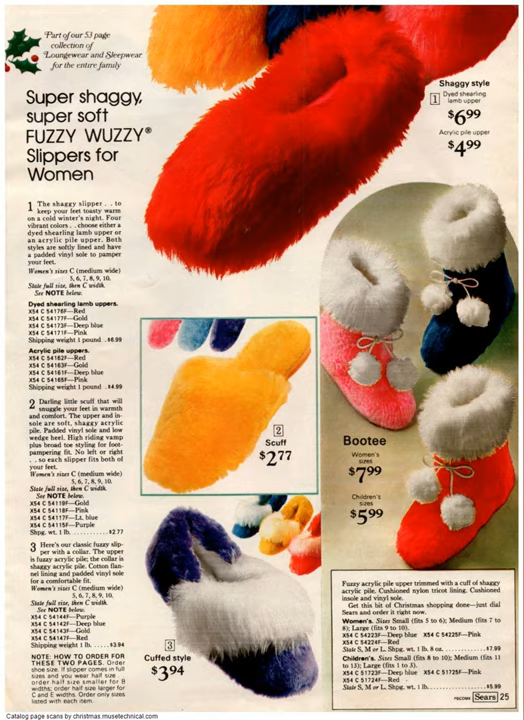 Part of our 53 page
collection of
Loungewear and Sleepwear
for the entire family
Super shaggy,
super soft
FUZZY WUZZY®
Slippers for
Women
1 The shaggy slipper . . to
keep your feet toasty warm
on a cold winter's night. Four
vibrant colors . . choose either a
dyed shearling lamb upper or
an acrylic pile upper. Both
styles are softly lined and have
a padded vinyl sole to pamper
your feet.
Women's sizes C (medium wide)
5, 6, 7, 8, 9, 10.
State full size, then C width.
See NOTE below.
Dyed shearling lamb uppers.
X54 C 54176F—Red
X54 C 54177F—Gold
X54 C 54173F—Deep blue
X54 C 54171F—Pink
Shipping weight 1 pound . .$6.99
Acrylic pile uppers.
X54 C 54162F—Red
X54 C 54163F—Gold
X54 C 54161F—Deep blue
X54 C 54165F—Pink
Shipping weight 1 pound . .$4.99
2 Darling little scuff that will
snuggle your feet in warmth
and comfort. The upper and in-
sole are soft, shaggy acrylic
pile. Padded vinyl sole and low
wedge heel. High riding vamp
plus broad toe styling for foot-
pampering fit. No left or right
. . so each slipper fits both of
your feet.
Women's sizes C (medium wide)
5, 6, 7, 8, 9, 10.
State full size, then C width.
See NOTE below.
X54 C 54119F—Gold
X54 C 54118F—Pink
X54 C 54117F—Lt. blue
X54 C 54115F—Purple
Shpg. wt. 1 lb. ............$2.77
3 Here's our classic fuzzy slip-
per with a collar. The upper
is fuzzy acrylic pile; the collar is
shaggy acrylic pile. Cotton flan-
nel lining and padded vinyl sole
for a comfortable fit.
Women's sizes C (medium wide)
5, 6, 7, 8, 9, 10.
State full size, then C width.
See NOTE below.
X54 C 54144F—Purple
X54 C 54142F—Deep blue
X54 C 54143F—Gold
X54 C 54147F—Red
Shipping weight 1 lb. ......$3.94
NOTE: HOW TO ORDER FOR
THESE TWO PAGES. Order
shoe size. If slipper comes in full
sizes and you wear half size . .
order half size smaller for B
widths; order half size larger for
C and E widths. Order only sizes
listed with each item.
Shaggy style
1 Dyed shearling
lamb upper
$6.99
Acrylic pile upper
$4.99
2
Scuff
$2.77
Bootee
Women's
sizes
$7.99
Children's
sizes
$5.99
3
Cuffed style
$3.94
Fuzzy acrylic pile upper trimmed with a cuff of shaggy
acrylic pile. Cushioned nylon tricot lining. Cushioned
insole and vinyl sole.
Get this bit of Christmas shopping done—just dial
Sears and order it right now.
Women's. Sizes Small (fits 5 to 6); Medium (fits 7 to
8); Large (fits 9 to 10).
X54 C 54223F—Deep blue X54 C 54225F—Pink
X54 C 54224F—Red
State S, M or L. Shpg. wt. 1 lb. 8 oz. .........$7.99
Children's. Sizes Small (fits 8 to 10); Medium (fits 11
to 13); Large (fits 1 to 3).
X54 C 51723F—Deep blue X54 C 51725F—Pink
X54 C 51724F—Red
State S, M or L. Shpg. wt. 1 lb. ..............$5.99
Sears 25
Catalog page scans by christmas.musetechnical.com